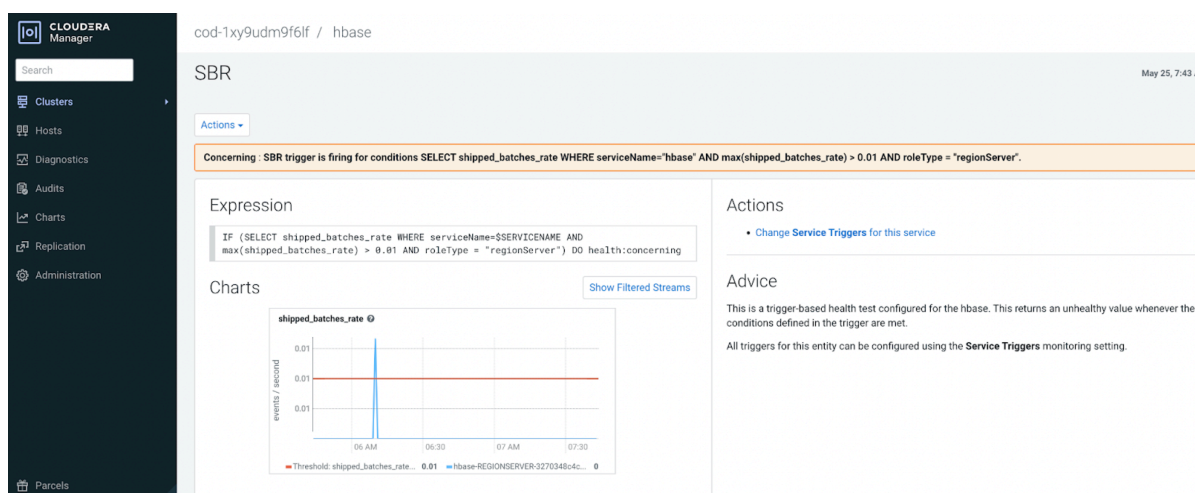 CLOUDERA
Manager
Search
Clusters
Hosts
Diagnostics
Audits
Charts
Replication
Administration
Parcels
cod-1xy9udm9f6lf / hbase
SBR
May 25, 7:43
Actions
Concerning : SBR trigger is firing for conditions SELECT shipped_batches_rate WHERE serviceName="hbase" AND max(shipped_batches_rate) > 0.01 AND roleType = "regionServer".
Expression
IF (SELECT shipped_batches_rate WHERE serviceName=$SERVICENAME AND
max(shipped_batches_rate) > 0.01 AND roleType = "regionServer") DO health:concerning
Charts
Show Filtered Streams
shipped_batches_rate
events / second
0.01
0.01
0.01
06 AM 06:30 07 AM 07:30
Threshold: shipped_batches_rate... 0.01 hbase-REGIONSERVER-3270348c4c... 0
Actions
Change Service Triggers for this service
Advice
This is a trigger-based health test configured for the hbase. This returns an unhealthy value whenever the
conditions defined in the trigger are met.
All triggers for this entity can be configured using the Service Triggers monitoring setting.